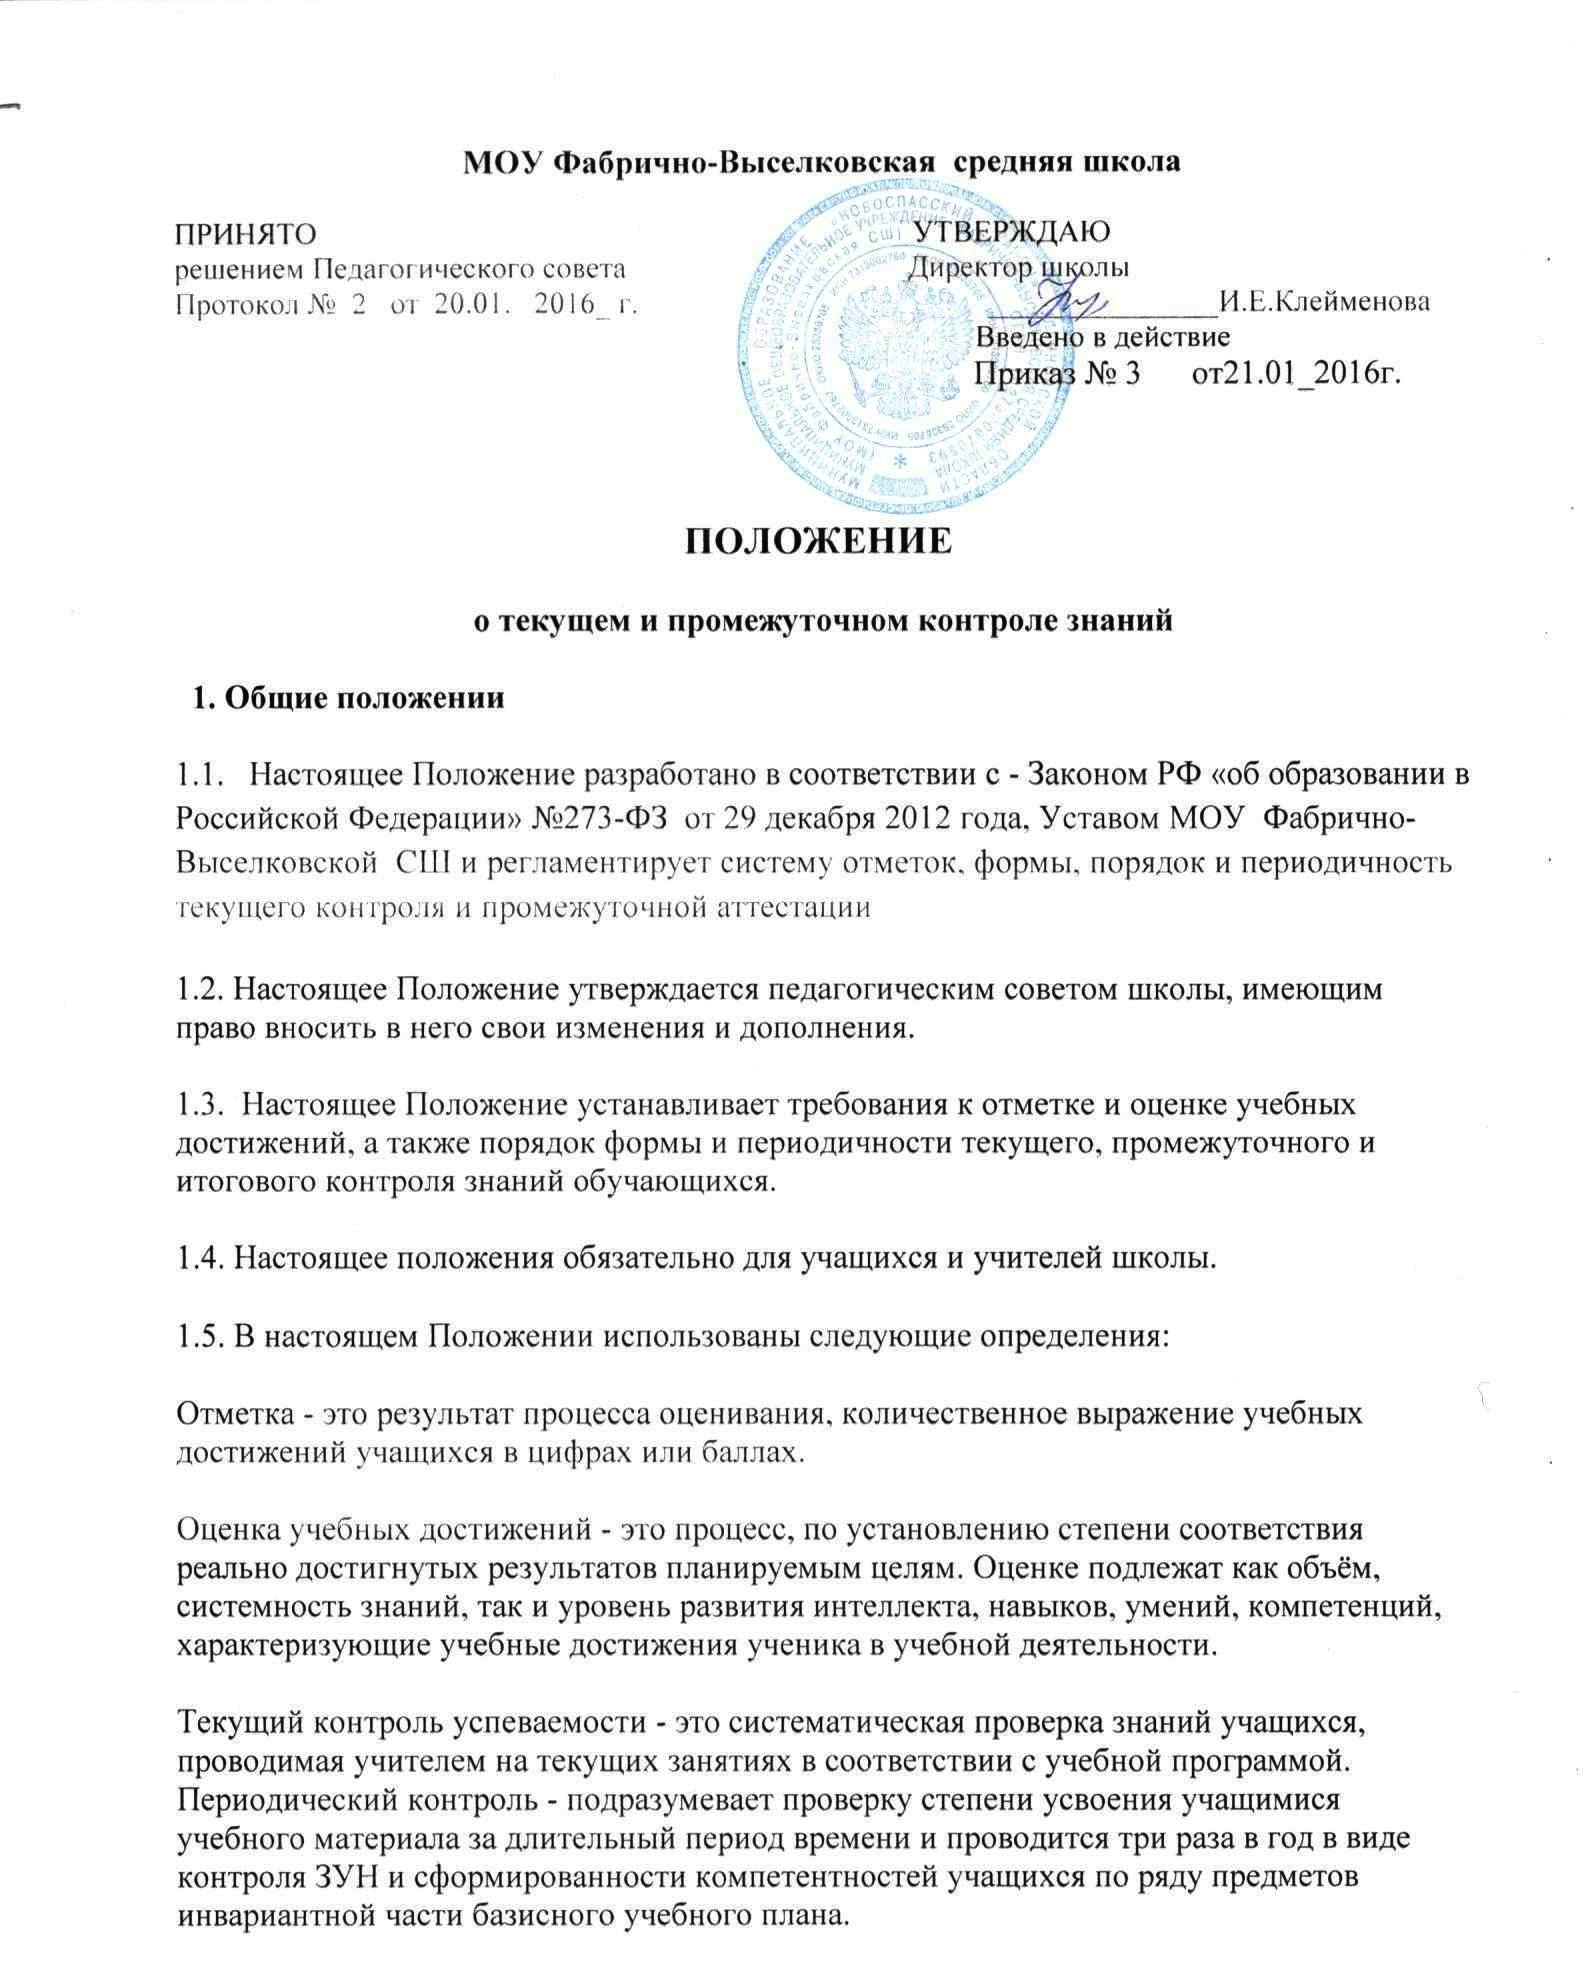 МОУ Фабрично-Выселковская средняя школа
ПРИНЯТО УТВЕРЖДАЮ
решением Педагогического совета Директор школы
Протокол № 2 от 20.01. 2016_ г. ______________И.Е.Клейменова
Введено в действие
Приказ № 3 от21.01_2016г.
ПОЛОЖЕНИЕ
о текущем и промежуточном контроле знаний
1. Общие положении
1.1. Настоящее Положение разработано в соответствии с - Законом РФ «об образовании в
Российской Федерации» №273-ФЗ от 29 декабря 2012 года, Уставом МОУ Фабрично-
Выселковской СШ и регламентирует систему отметок, формы, порядок и периодичность
текущего контроля и промежуточной аттестации
1.2. Настоящее Положение утверждается педагогическим советом школы, имеющим
право вносить в него свои изменения и дополнения.
1.3. Настоящее Положение устанавливает требования к отметке и оценке учебных
достижений, а также порядок формы и периодичности текущего, промежуточного и
итогового контроля знаний обучающихся.
1.4. Настоящее положения обязательно для учащихся и учителей школы.
1.5. В настоящем Положении использованы следующие определения:
Отметка - это результат процесса оценивания, количественное выражение учебных
достижений учащихся в цифрах или баллах.
Оценка учебных достижений - это процесс, по установлению степени соответствия
реально достигнутых результатов планируемым целям. Оценке подлежат как объём,
системность знаний, так и уровень развития интеллекта, навыков, умений, компетенций,
характеризующие учебные достижения ученика в учебной деятельности.
Текущий контроль успеваемости - это систематическая проверка знаний учащихся,
проводимая учителем на текущих занятиях в соответствии с учебной программой.
Периодический контроль - подразумевает проверку степени усвоения учащимися
учебного материала за длительный период времени и проводится три раза в год в виде
контроля ЗУН и сформированности компетентностей учащихся по ряду предметов
инвариантной части базисного учебного плана.